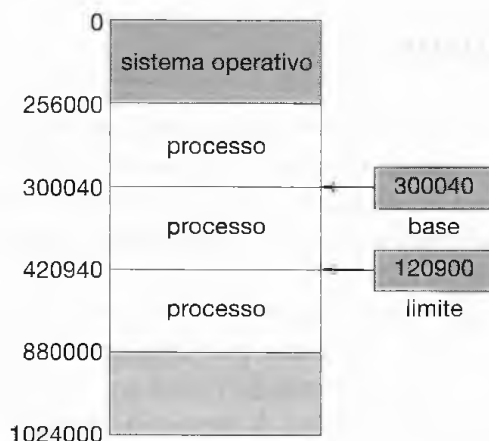 0
sistema operativo
256000
processo
300040
300040
base
processo
420940
120900
limite
processo
880000
1024000